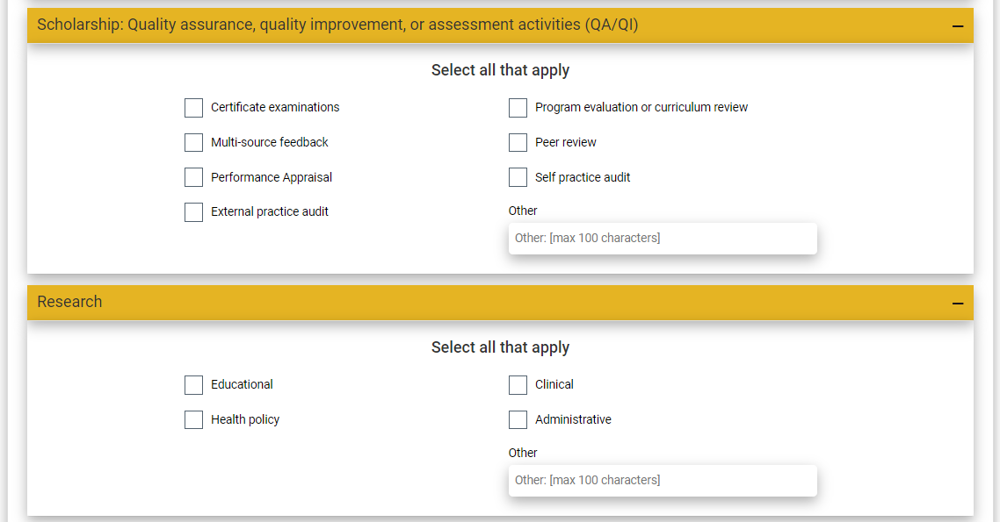 Scholarship: Quality assurance, quality improvement, or assessment activities (QA/QI)
Select all that apply
Certificate examinations
Program evaluation or curriculum review
Multi-source feedback
Peer review
Performance Appraisal
Self practice audit
External practice audit
Other
Other: [max 100 characters]
Research
Select all that apply
Educational
Clinical
Health policy
Administrative
Other
Other: [max 100 characters]